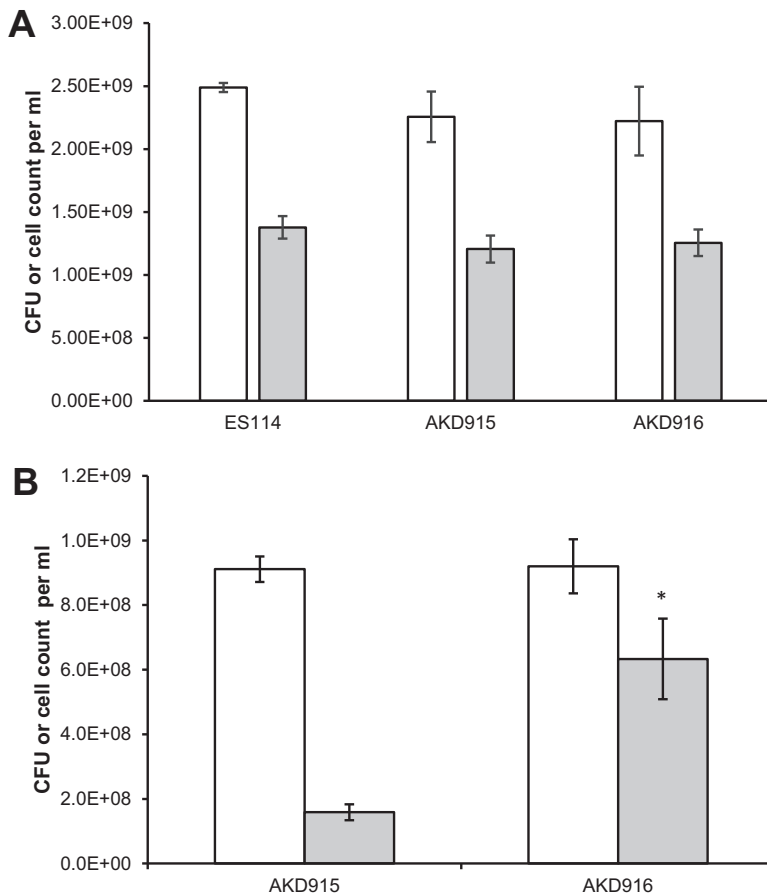 A
CFU or cell count per ml
3.00E+09
2.50E+09
2.00E+09
1.50E+09
1.00E+09
5.00E+08
0.00E+00
ES114
AKD915
AKD916
B
CFU or cell count per ml
1.2E+09
1.0E+09
8.0E+08
6.0E+08
4.0E+08
2.0E+08
0.0E+00
*
AKD915
AKD916